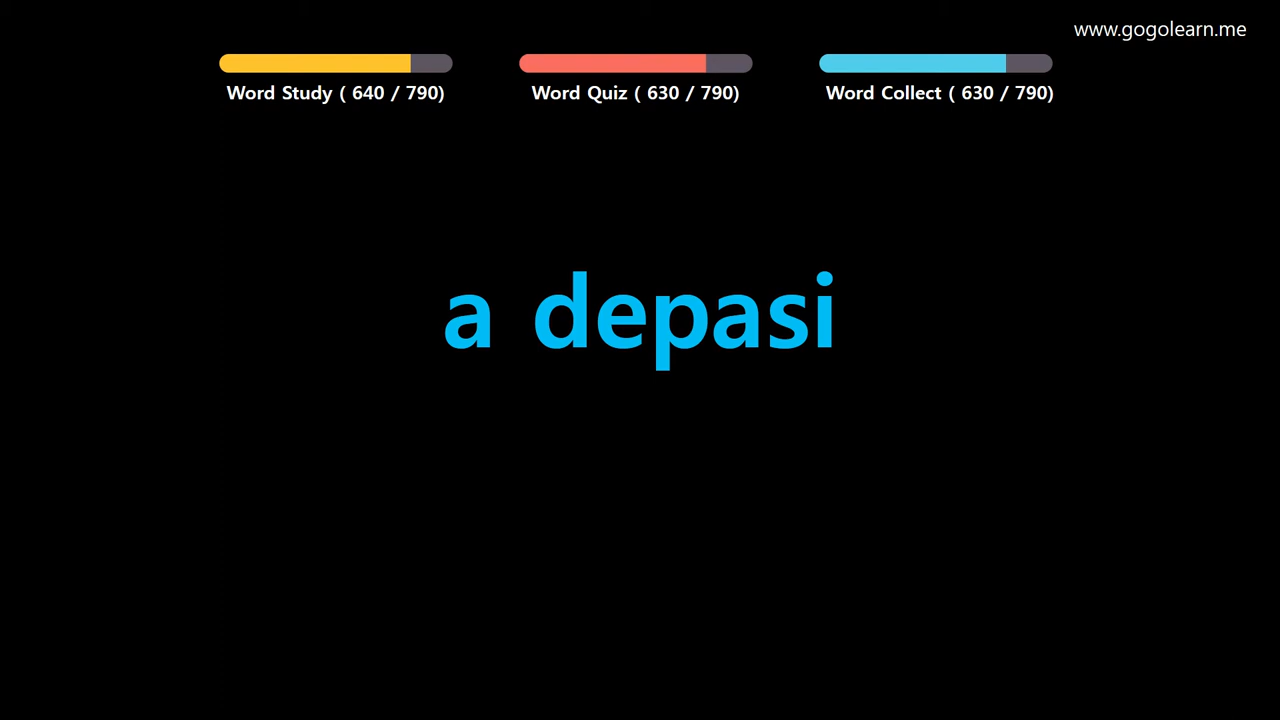 www.gogolearn.me
Word Study ( 640 / 790)
Word Quiz ( 630 / 790)
Word Collect ( 630 / 790)
a depasi